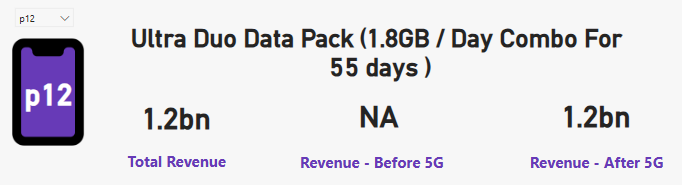 p12
Ultra Duo Data Pack (1.8GB / Day Combo For
55 days )
p12
1.2bn
NA
1.2bn
Total Revenue
Revenue - Before 5G
Revenue - After 5G